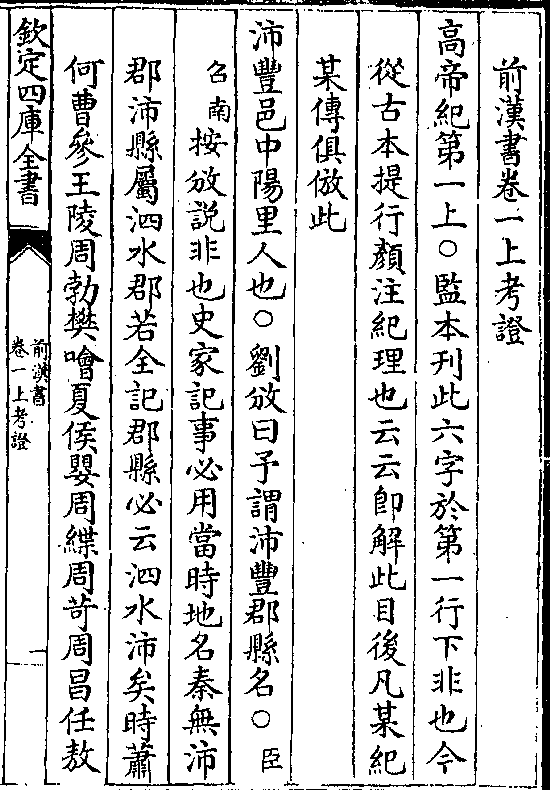 前漢書卷一上考證
高帝紀第一上○監本刊此六字於第一行下非也今
從古本提行顏注紀理也云云即解此目後凡某紀
某傳俱倣此
沛豐邑中陽里人也○劉攽曰予謂沛豐郡縣名○臣
召南按攽説非也史家記事必用當時地名秦無沛
郡沛縣屬泗水郡若全記郡縣必云泗水沛矣時蕭
何曹參王陵周勃樊噲夏侯嬰周緤周苛周昌任敖
欽定四庫全書
前漢書
卷一上考證
一